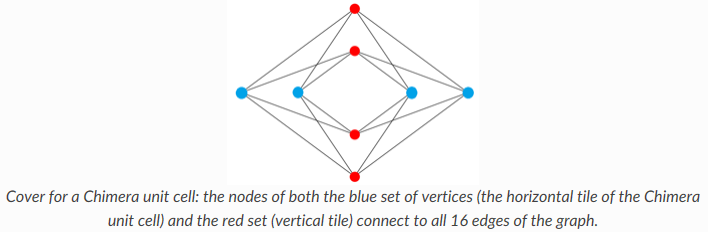 Cover for a Chimera unit cell: the nodes of both the blue set of vertices (the horizontal tile of the Chimera
unit cell) and the red set (vertical tile) connect to all 16 edges of the graph.